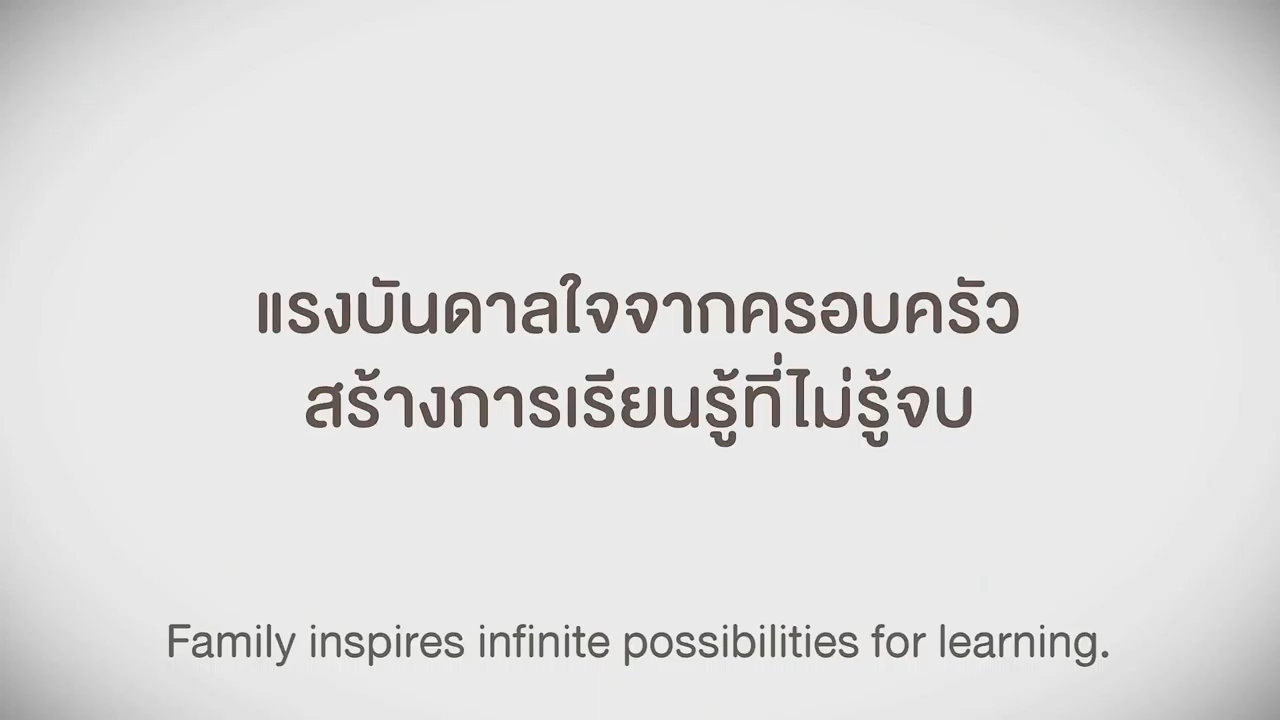 แรงบันดาลใจจากครอบครัว
สร้างการเรียนรู้ที่ไม่รู้จบ
Family inspires infinite possibilities for learning.